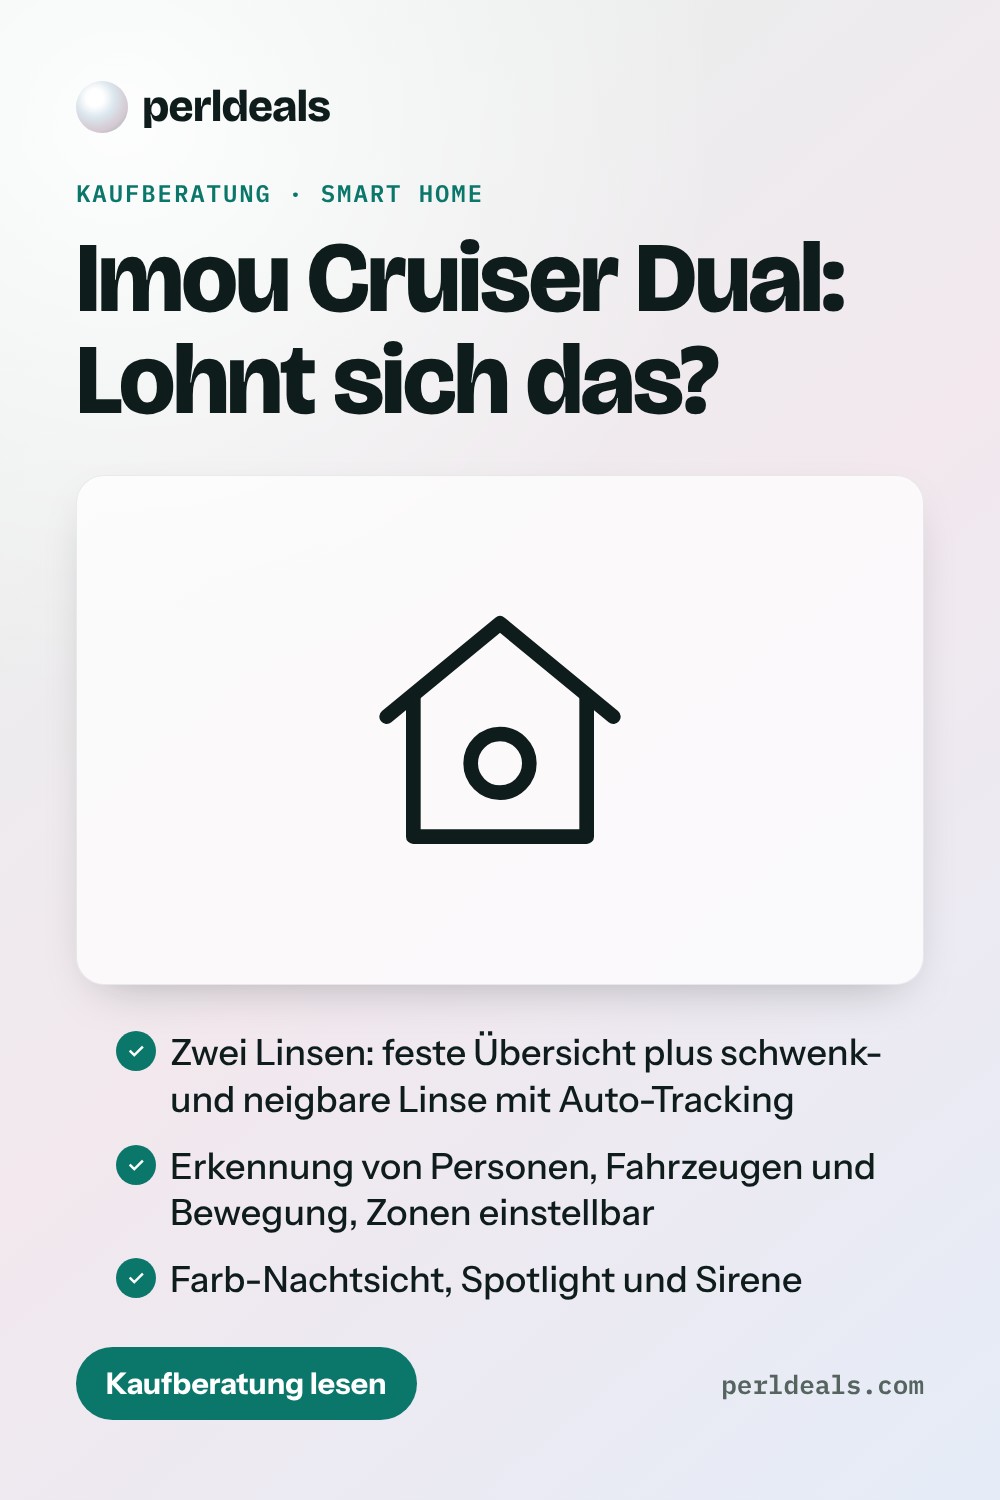 perldeals
KAUFBERATUNG · SMART HOME
Imou Cruiser Dual:
Lohnt sich das?
Zwei Linsen: feste Übersicht plus schwenk-
und neigbare Linse mit Auto-Tracking
Erkennung von Personen, Fahrzeugen und
Bewegung, Zonen einstellbar
Farb-Nachtsicht, Spotlight und Sirene
Kaufberatung lesen
perldeals.com